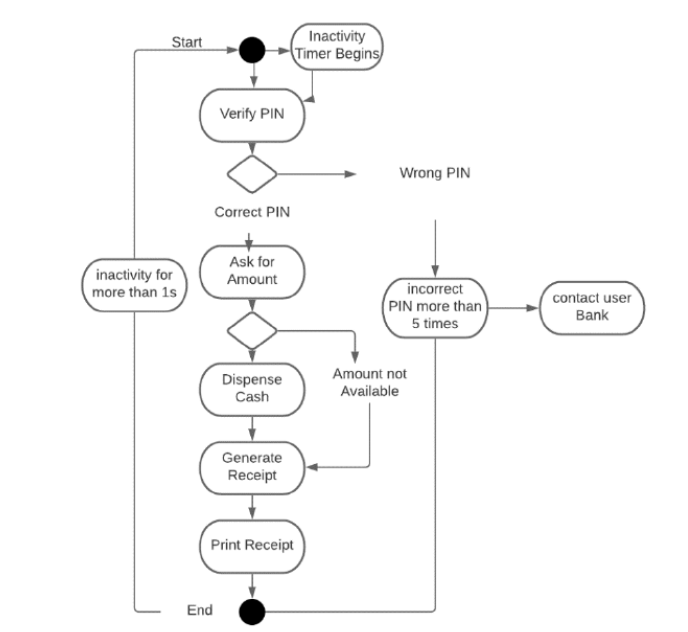 Start
Inactivity
Timer Begins
Verify PIN
Wrong PIN
Correct PIN
Ask for
Amount
inactivity for
more than 1s
incorrect
PIN more than
5 times
contact user
Bank
Amount not
Available
Dispense
Cash
Generate
Receipt
Print Receipt
End